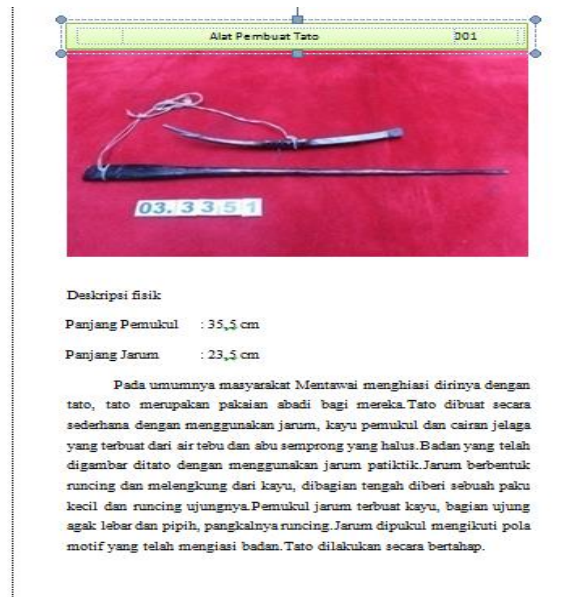 Alat Pembuat Tato 001
03. 3 3 5 1
Deskripsi fisik
Panjang Pemukul : 35,5 cm
Panjang Jarum : 23,5 cm
Pada umumnya masyarakat Mentawai menghiasi dirinya dengan
tato, tato merupakan pakaian abadi bagi mereka.Tato dibuat secara
sederhana dengan menggunakan jarum, kayu pemukul dan cairan jelaga
yang terbuat dari air tebu dan abu semprong yang halus.Badan yang telah
digambar ditato dengan menggunakan jarum patiktik.Jarum berbentuk
runcing dan melengkung dari kayu, dibagian tengah diberi sebuah paku
kecil dan runcing ujungnya.Pemukul jarum terbuat kayu, bagian ujung
agak lebar dan pipih, pangkalnya runcing.Jarum dipukul mengikuti pola
motif yang telah mengiasi badan.Tato dilakukan secara bertahap.